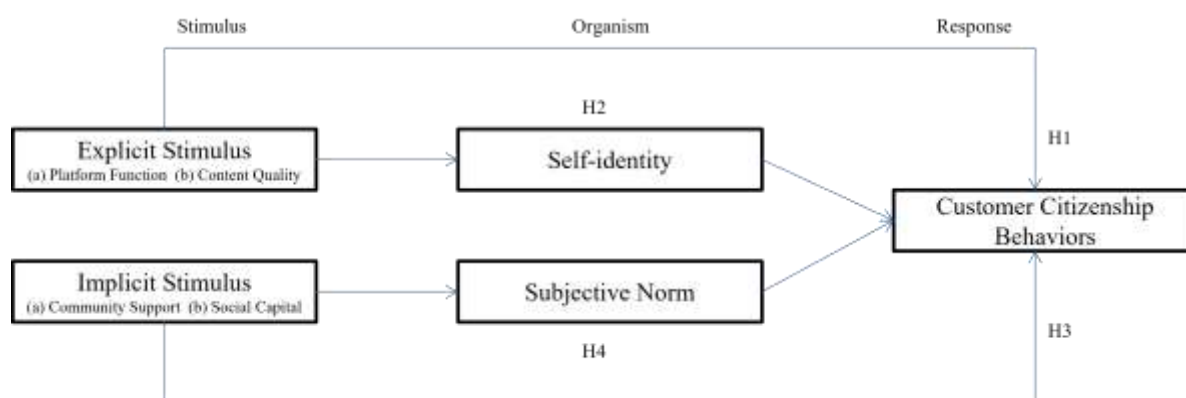 Stimulus
Organism
Response
H2
H1
Explicit Stimulus
(a) Platform Function (b) Content Quality
Self-identity
Customer Citizenship
Behaviors
Implicit Stimulus
(a) Community Support (b) Social Capital
Subjective Norm
H3
H4